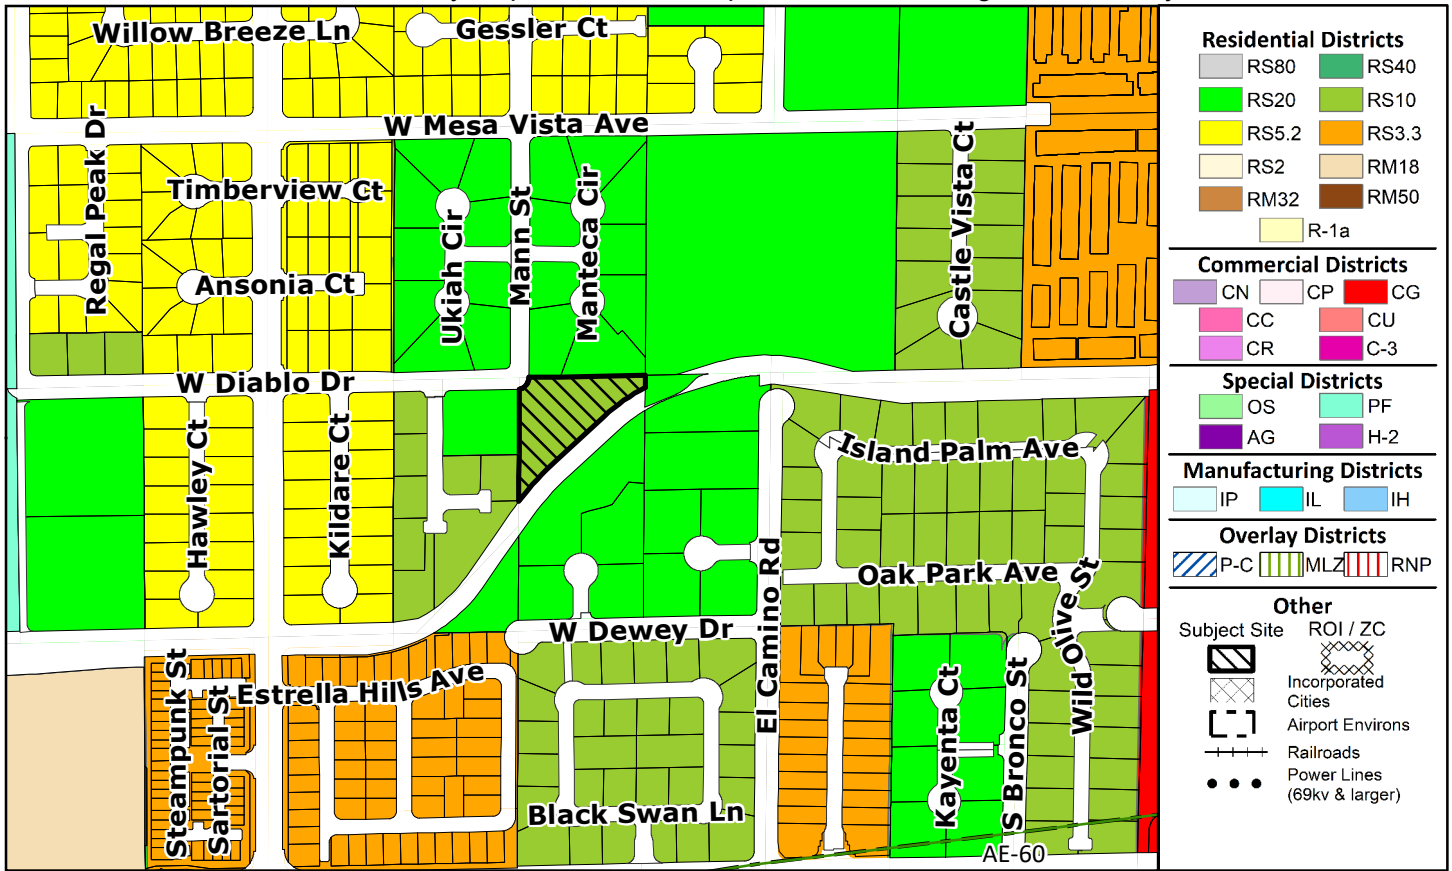 Willow Breeze Ln
Gessler Ct
W Mesa Vista Ave
Regal Peak Dr
Timberview Ct
Ansonia Ct
Ukiah Cir
Mann St
Manteca Cir
Castle Vista Ct
W Diablo Dr
Hawley Ct
Kildare Ct
Island Palm Ave
Oak Park Ave
Wild Olive St
W Dewey Dr
El Camino Rd
Steampunk St
Sartorial St
Estrella Hills Ave
Black Swan Ln
Kayenta Ct
S Bronco St
AE-60
Residential Districts
RS80 RS40
RS20 RS10
RS5.2 RS3.3
RS2 RM18
RM32 RM50
R-1a
Commercial Districts
CN CP CG
CC CU
CR C-3
Special Districts
OS PF
AG H-2
Manufacturing Districts
IP IL IH
Overlay Districts
P-C MLZ RNP
Other
Subject Site ROI / ZC
Incorporated
Cities
Airport Environs
Railroads
Power Lines
(69kv & larger)